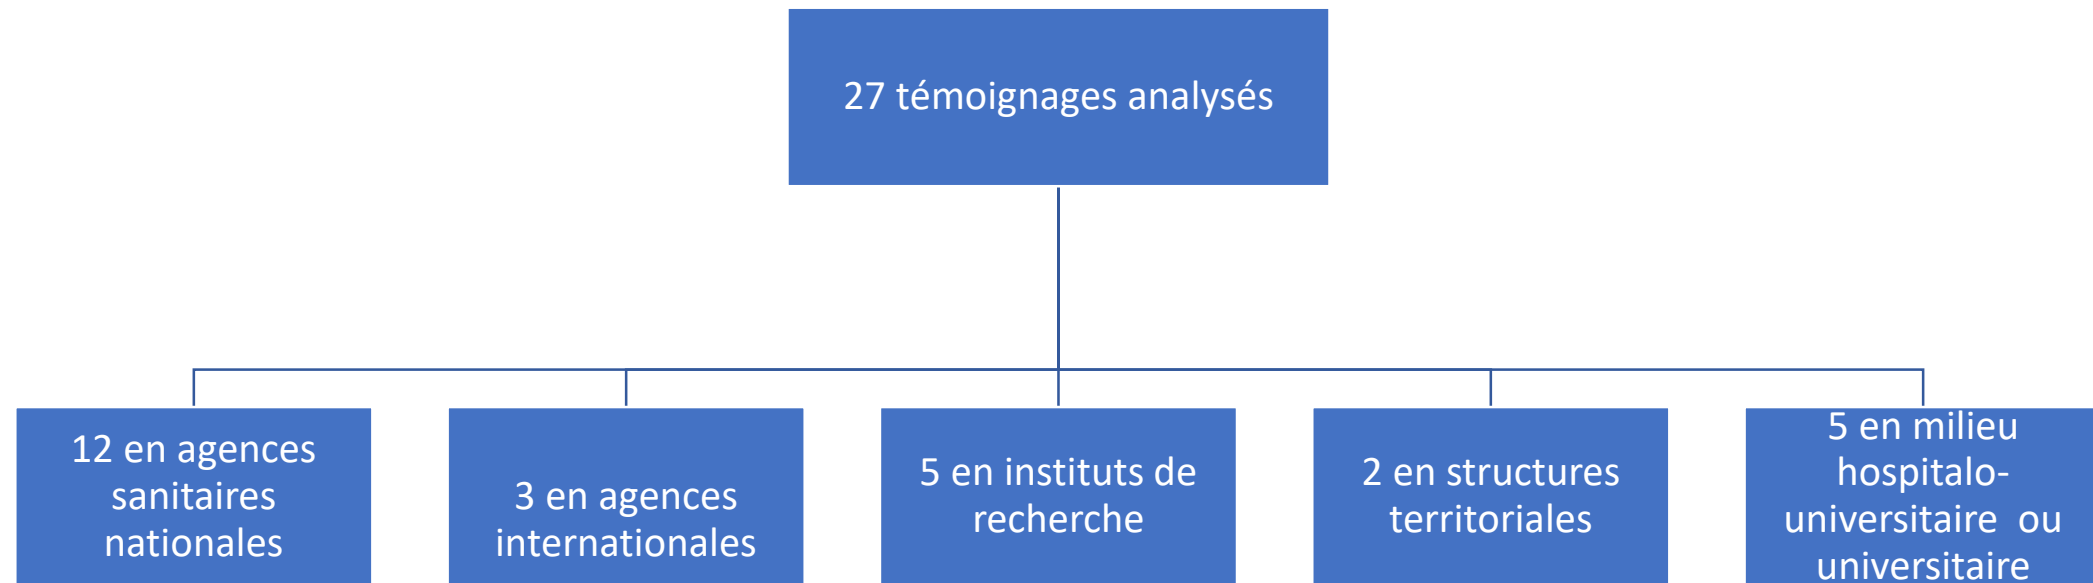 27 témoignages analysés
12 en agences
sanitaires
nationales
3 en agences
internationales
5 en instituts de
recherche
2 en structures
territoriales
5 en milieu
hospitalo-
universitaire ou
universitaire